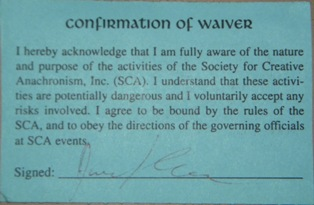 confirmation of waiver
I hereby acknowledge that I am fully aware of the nature
and purpose of the activities of the Society for Creative
Anachronism, Inc. (SCA). I understand that these activi-
ties are potentially dangerous and I voluntarily accept any
risks involved. I agree to be bound by the rules of the
SCA, and to obey the directions of the governing officials
at SCA events.
Signed: